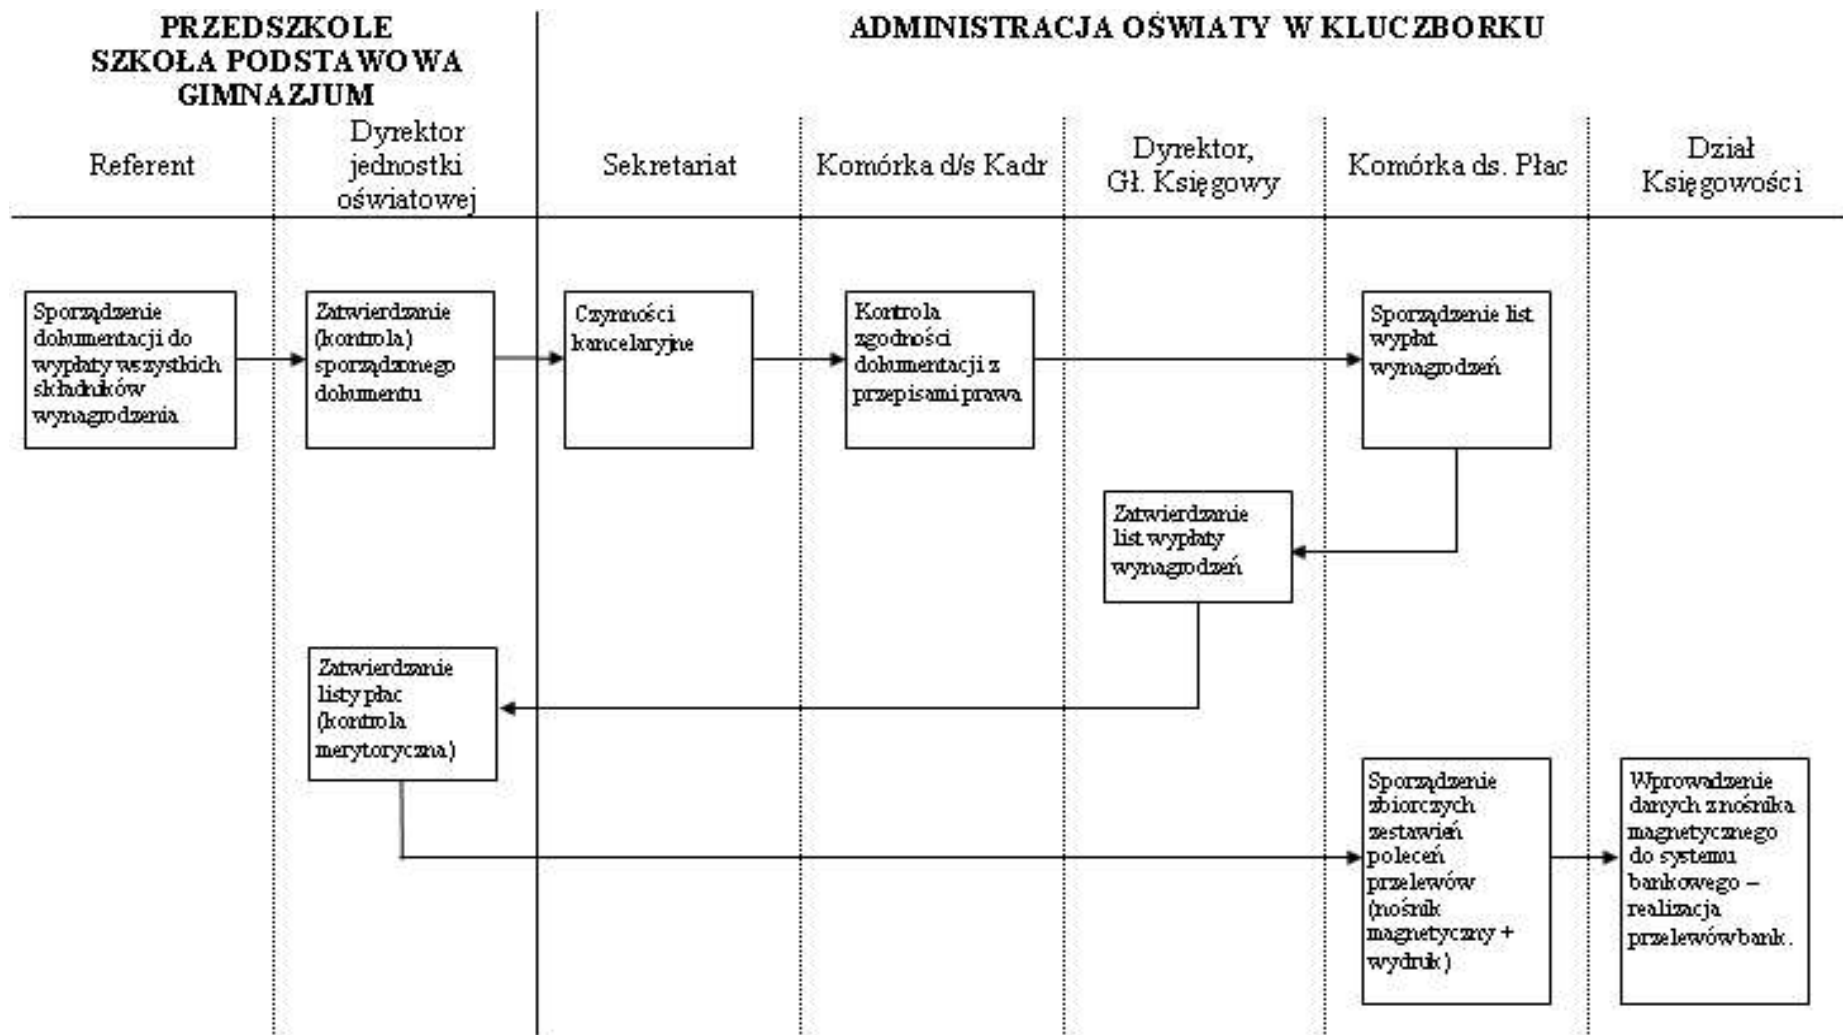 PRZEDSZKOLE
SZKOŁA PODSTAWOWA
GIMNAZJUM
ADMINISTRACJA OŚWIATY W KLUCZBORKU
Referent
Dyrektor
jednostki
oświatowej
Sekretariat
Komórka d/s Kadr
Dyrektor,
Gł. Księgowy
Komórka ds. Płac
Dział
Księgowości
Sporządzenie
dokumentacji do
wypłaty wszystkich
składników
wynagrodzenia
Zatwierdzanie
(kontrola)
sporządzonego
dokumentu
Czynności
kancelaryjne
Kontrola
zgodności
dokumentacji z
przepisami prawa
Sporządzenie list
wypłat
wynagrodzeń
Zatwierdzanie
list wypłaty
wynagrodzeń
Zatwierdzanie
listy płac
(kontrola
merytoryczna)
Sporządzenie
zbiorczych
zestawień
poleceń
przelewów
(nośnik
magnetyczny +
wydruk)
Wprowadzenie
danych z nośnika
magnetycznego
do systemu
bankowego –
realizacja
przelewów bank.